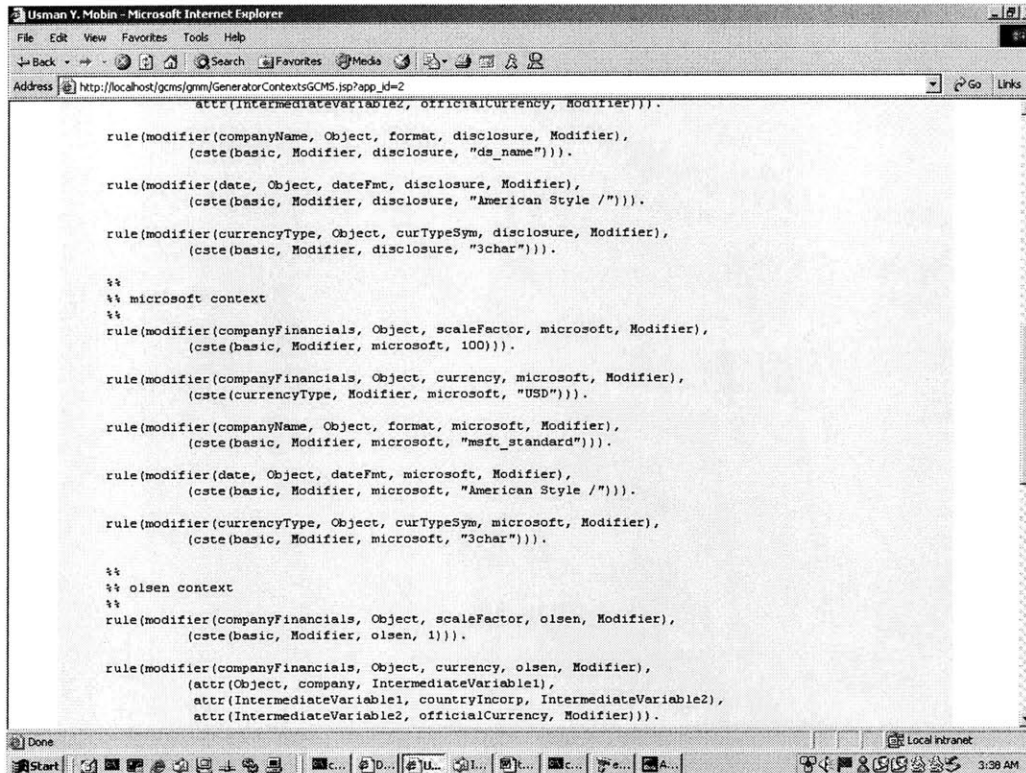 Usman Y. Mobin - Microsoft Internet Explorer
File Edit View Favorites Tools Help
Back Search Favorites Media
Address http://localhost/gcms/gmm/GeneratorContextsGCMS.jsp?app_id=2 Go Links
attr(IntermediateVariable2, officialCurrency, Modifier))).
rule(modifier(companyName, Object, format, disclosure, Modifier),
(cste(basic, Modifier, disclosure, "ds_name"))).
rule(modifier(date, Object, dateFmt, disclosure, Modifier),
(cste(basic, Modifier, disclosure, "American Style /"))).
rule(modifier(currencyType, Object, curTypeSym, disclosure, Modifier),
(cste(basic, Modifier, disclosure, "3char"))).
%%
%% microsoft context
%%
rule(modifier(companyFinancials, Object, scaleFactor, microsoft, Modifier),
(cste(basic, Modifier, microsoft, 100))).
rule(modifier(companyFinancials, Object, currency, microsoft, Modifier),
(cste(currencyType, Modifier, microsoft, "USD"))).
rule(modifier(companyName, Object, format, microsoft, Modifier),
(cste(basic, Modifier, microsoft, "msft_standard"))).
rule(modifier(date, Object, dateFmt, microsoft, Modifier),
(cste(basic, Modifier, microsoft, "American Style /"))).
rule(modifier(currencyType, Object, curTypeSym, microsoft, Modifier),
(cste(basic, Modifier, microsoft, "3char"))).
%%
%% olsen context
%%
rule(modifier(companyFinancials, Object, scaleFactor, olsen, Modifier),
(cste(basic, Modifier, olsen, 1))).
rule(modifier(companyFinancials, Object, currency, olsen, Modifier),
(attr(Object, company, IntermediateVariable1),
attr(IntermediateVariable1, countryIncorp, IntermediateVariable2),
attr(IntermediateVariable2, officialCurrency, Modifier))).
Done Local intranet
Start 3:38 AM